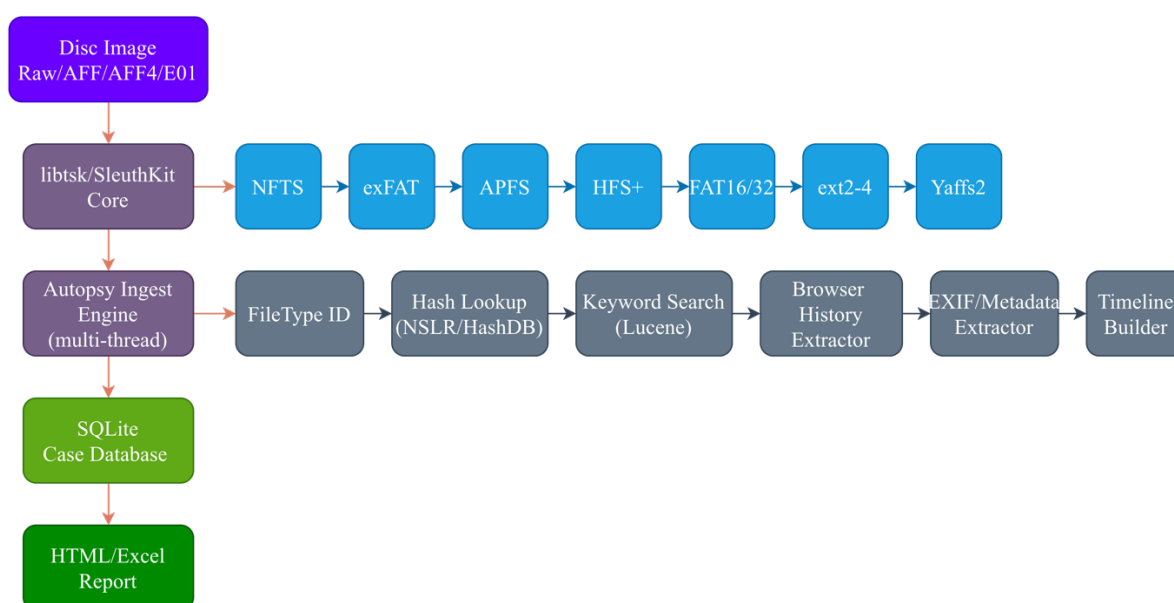 Disc Image
Raw/AFF/AFF4/E01
libtsk/SleuthKit
Core
NFTS
exFAT
APFS
HFS+
FAT16/32
ext2-4
Yaffs2
Autopsy Ingest
Engine
(multi-thread)
FileType ID
Hash Lookup
(NSLR/HashDB)
Keyword Search
(Lucene)
Browser
History
Extractor
EXIF/Metadata
Extractor
Timeline
Builder
SQLite
Case Database
HTML/Excel
Report